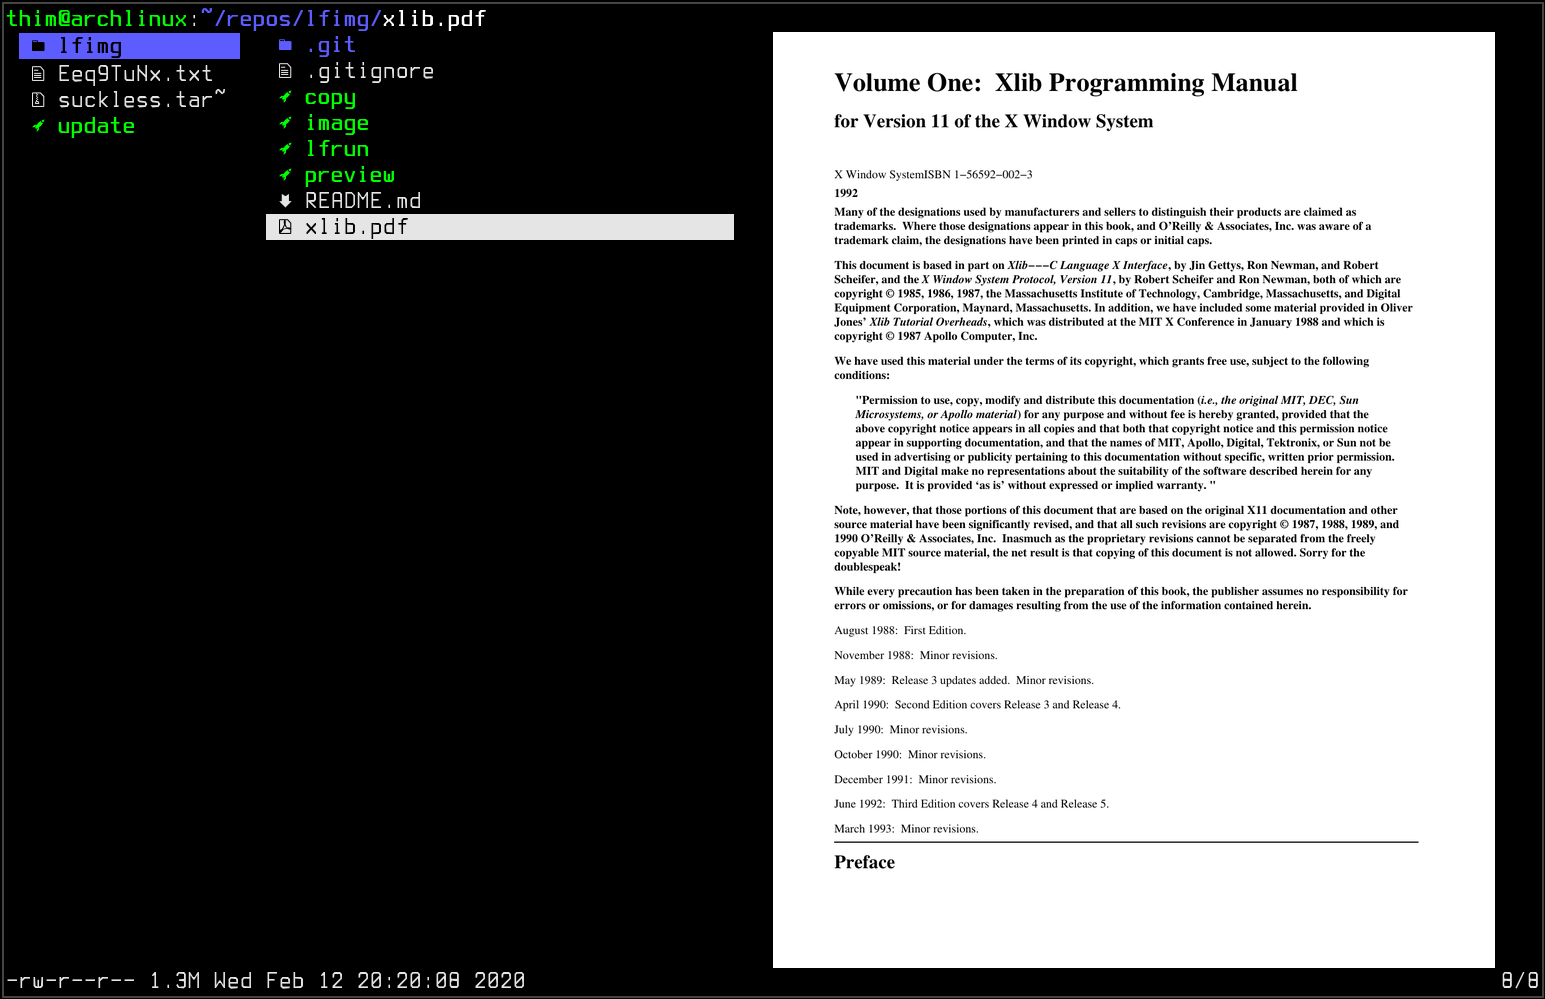 thim@archlinux:~/repos/lfimg/xlib.pdf
lfimg
Eeq9TuNx.txt
suckless.tar~
update
.git
.gitignore
copy
image
lfrun
preview
README.md
xlib.pdf
Volume One:  Xlib Programming Manual
for Version 11 of the X Window System
X Window SystemISBN 1−56592−002−3
1992
Many of the designations used by manufacturers and sellers to distinguish their products are claimed as
trademarks.  Where those designations appear in this book, and O’Reilly & Associates, Inc. was aware of a
trademark claim, the designations have been printed in caps or initial caps.
This document is based in part on Xlib−−−C Language X Interface, by Jin Gettys, Ron Newman, and Robert
Scheifer, and the X Window System Protocol, Version 11, by Robert Scheifer and Ron Newman, both of which are
copyright © 1985, 1986, 1987, the Massachusetts Institute of Technology, Cambridge, Massachusetts, and Digital
Equipment Corporation, Maynard, Massachusetts. In addition, we have included some material provided in Oliver
Jones’ Xlib Tutorial Overheads, which was distributed at the MIT X Conference in January 1988 and which is
copyright © 1987 Apollo Computer, Inc.
We have used this material under the terms of its copyright, which grants free use, subject to the following
conditions:
"Permission to use, copy, modify and distribute this documentation (i.e., the original MIT, DEC, Sun
Microsystems, or Apollo material) for any purpose and without fee is hereby granted, provided that the
above copyright notice appears in all copies and that both that copyright notice and this permission notice
appear in supporting documentation, and that the names of MIT, Apollo, Digital, Tektronix, or Sun not be
used in advertising or publicity pertaining to this documentation without specific, written prior permission.
MIT and Digital make no representations about the suitability of the software described herein for any
purpose.  It is provided ‘as is’ without expressed or implied warranty. "
Note, however, that those portions of this document that are based on the original X11 documentation and other
source material have been significantly revised, and that all such revisions are copyright © 1987, 1988, 1989, and
1990 O’Reilly & Associates, Inc.  Inasmuch as the proprietary revisions cannot be separated from the freely
copyable MIT source material, the net result is that copying of this document is not allowed. Sorry for the
doublespeak!
While every precaution has been taken in the preparation of this book, the publisher assumes no responsibility for
errors or omissions, or for damages resulting from the use of the information contained herein.
August 1988:  First Edition.
November 1988:  Minor revisions.
May 1989:  Release 3 updates added.  Minor revisions.
April 1990:  Second Edition covers Release 3 and Release 4.
July 1990:  Minor revisions.
October 1990:  Minor revisions.
December 1991:  Minor revisions.
June 1992:  Third Edition covers Release 4 and Release 5.
March 1993:  Minor revisions.
Preface
-rw-r--r-- 1.3M Wed Feb 12 20:20:08 2020
8/8